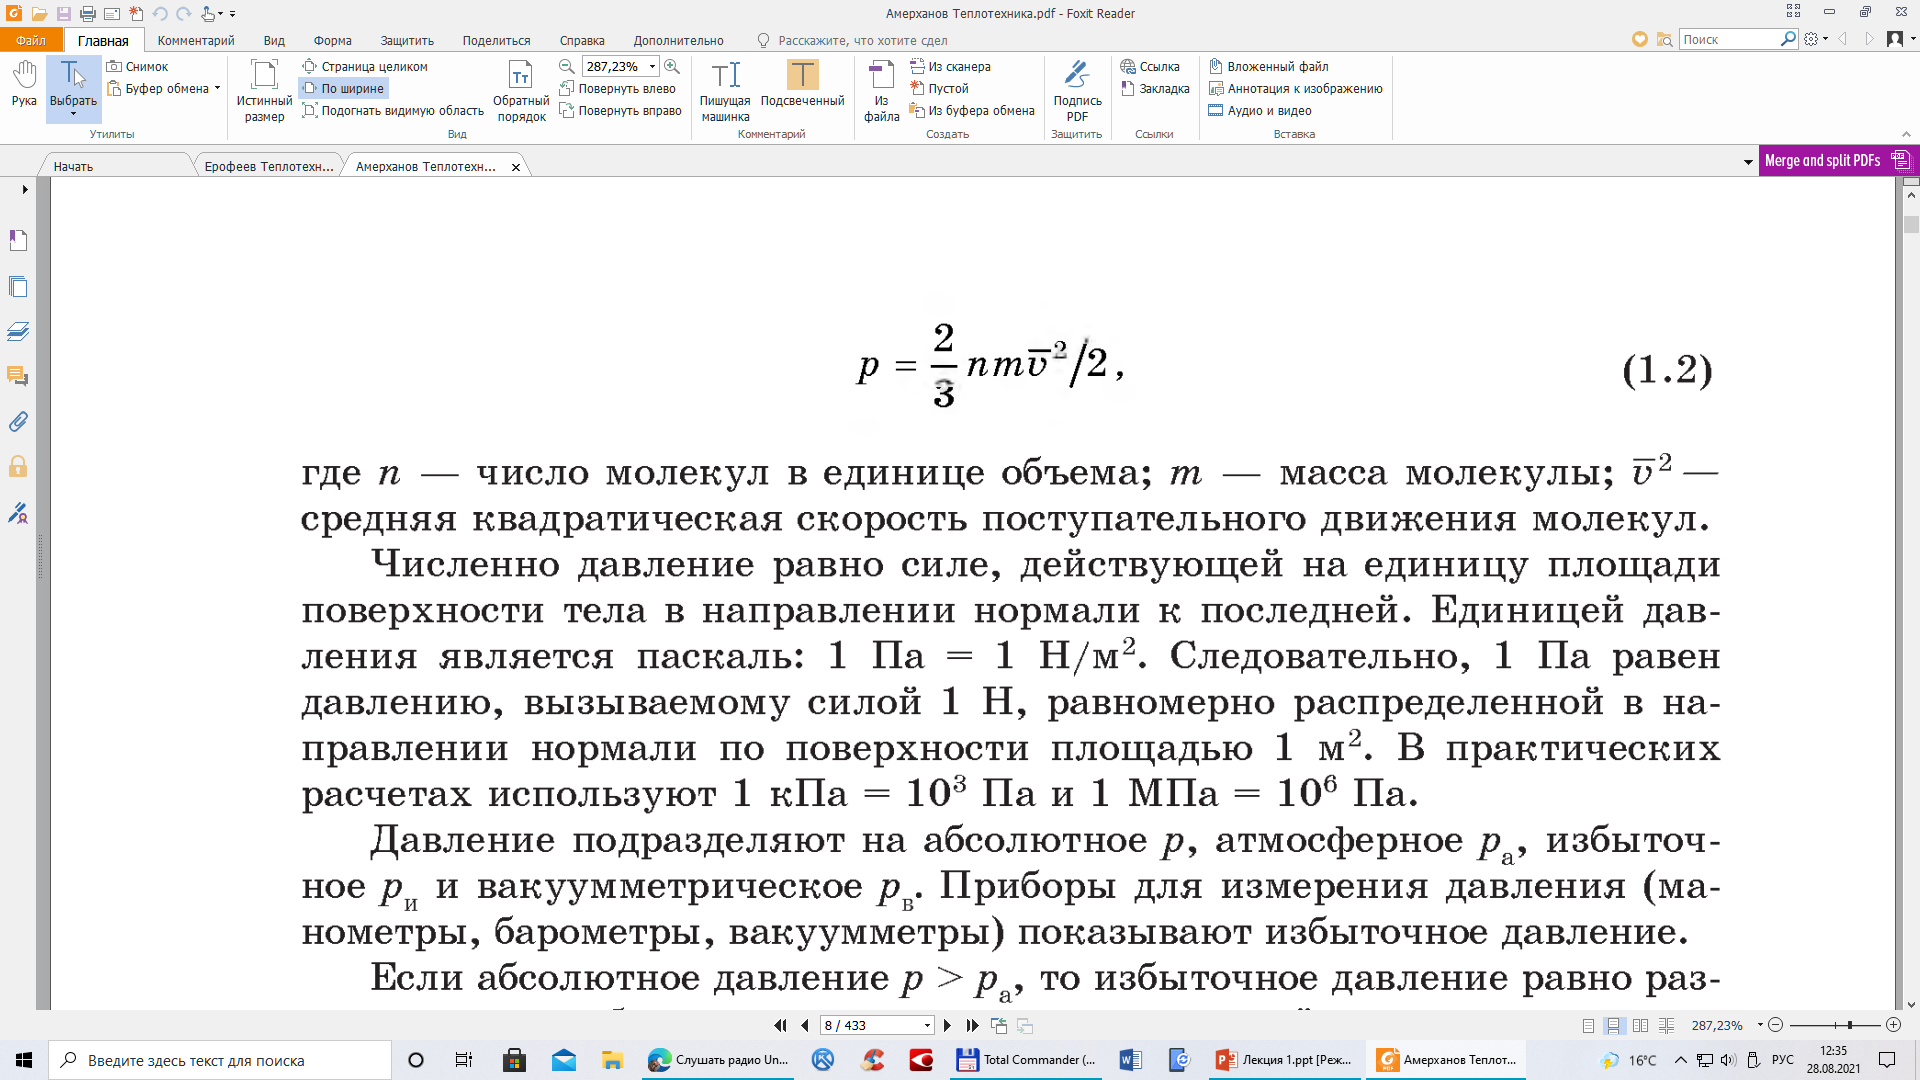 Амерханов Теплотехника.pdf - Foxit Reader
Файл Главная Комментарий Вид Форма Защитить Поделиться Справка Дополнительно Расскажите, что хотите сдел Поиск
Рука
Выбрать
Снимок
Буфер обмена
Утилиты
Истинный
размер
Страница целиком
По ширине
Подогнать видимую область
Обратный
порядок
287,23%
Повернуть влево
Повернуть вправо
Вид
Пишущая
машинка
Подсвеченный
Комментарий
Из
файла
Из сканера
Пустой
Из буфера обмена
Создать
Подпись
PDF
Защитить
Ссылка
Закладка
Ссылки
Вложенный файл
Аннотация к изображению
Аудио и видео
Вставка
Начать Ерофеев Теплотехн... Амерханов Теплотехн... Merge and split PDFs
p = 2/3 n m v̅²/2, (1.2)
где n — число молекул в единице объема; m — масса молекулы; v̅² —
средняя квадратическая скорость поступательного движения молекул.
Численно давление равно силе, действующей на единицу площади
поверхности тела в направлении нормали к последней. Единицей дав-
ления является паскаль: 1 Па = 1 Н/м². Следовательно, 1 Па равен
давлению, вызываемому силой 1 Н, равномерно распределенной в на-
правлении нормали по поверхности площадью 1 м². В практических
расчетах используют 1 кПа = 10³ Па и 1 МПа = 10⁶ Па.
Давление подразделяют на абсолютное p, атмосферное pа, избыточ-
ное pи и вакуумметрическое pв. Приборы для измерения давления (ма-
нометры, барометры, вакуумметры) показывают избыточное давление.
Если абсолютное давление p > pа, то избыточное давление равно раз-
8 / 433 287,23%
Введите здесь текст для поиска Слушать радио Un... Total Commander (... Лекция 1.ppt [Реж... Амерханов Теплот... 16°C РУС 12:35
28.08.2021